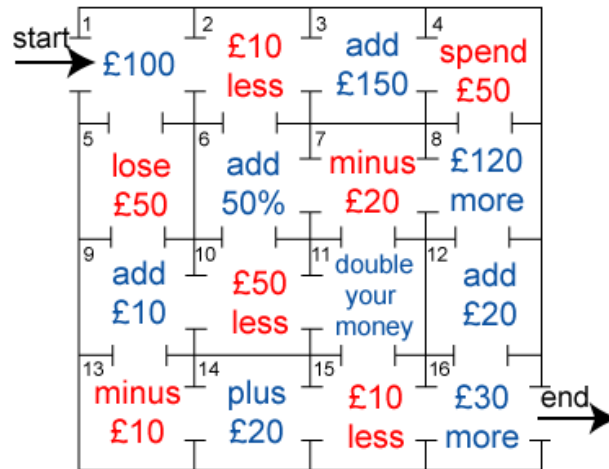 start
1
£100
2
£10
less
3
add
£150
4
spend
£50
5
lose
£50
6
add
50%
7
minus
£20
8
£120
more
9
add
£10
10
£50
less
11
double
your
money
12
add
£20
13
minus
£10
14
plus
£20
15
£10
less
16
£30
more
end